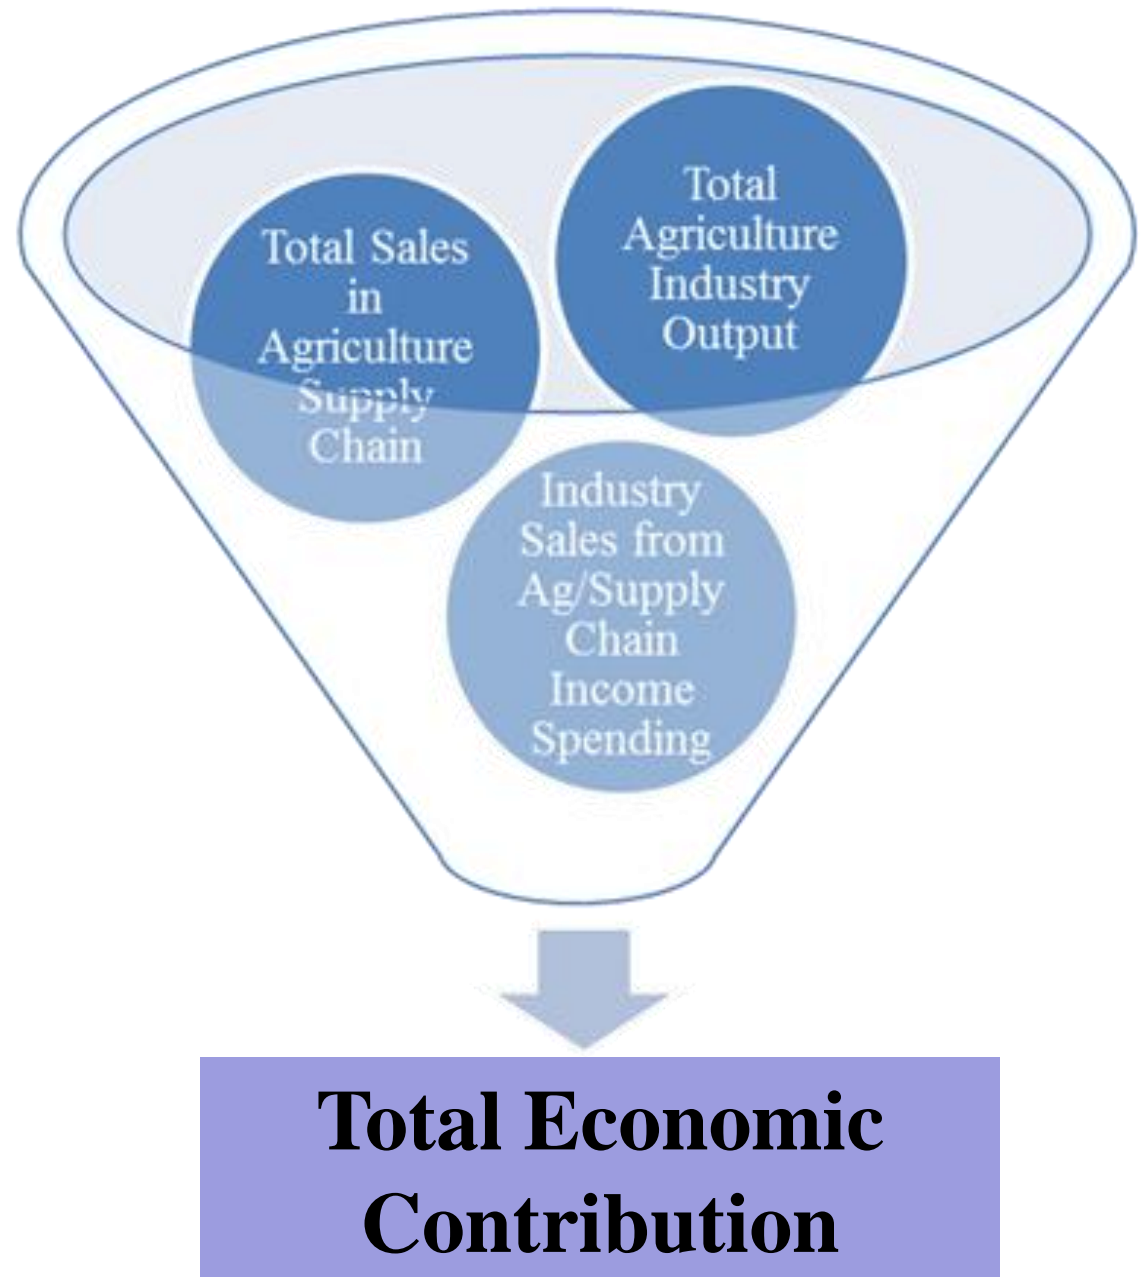 Total
Agriculture
Industry
Output
Total Sales
in
Agriculture
Supply
Chain
Industry
Sales from
Ag/Supply
Chain
Income
Spending
Total Economic
Contribution